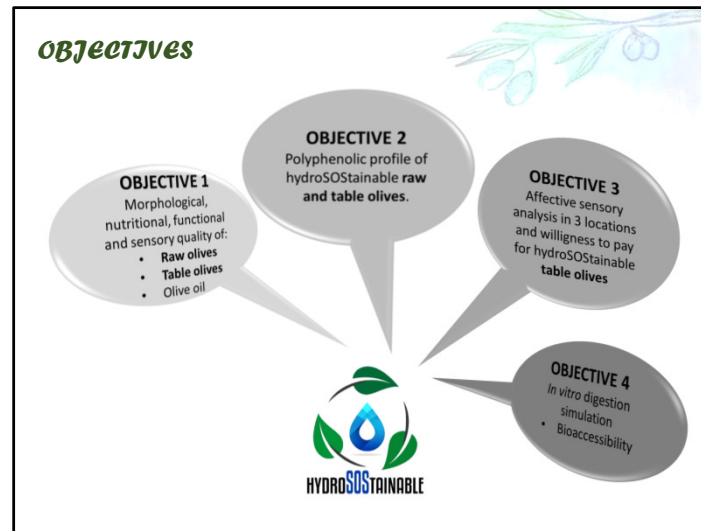 OBJECTIVES
OBJECTIVE 1
Morphological,
nutritional, functional
and sensory quality of:
• Raw olives
• Table olives
• Olive oil
OBJECTIVE 2
Polyphenolic profile of
hydroSOStainable raw
and table olives.
OBJECTIVE 3
Affective sensory
analysis in 3 locations
and willigness to pay
for hydroSOStainable
table olives
OBJECTIVE 4
In vitro digestion
simulation
• Bioaccessibility
HYDROSOSTAINABLE